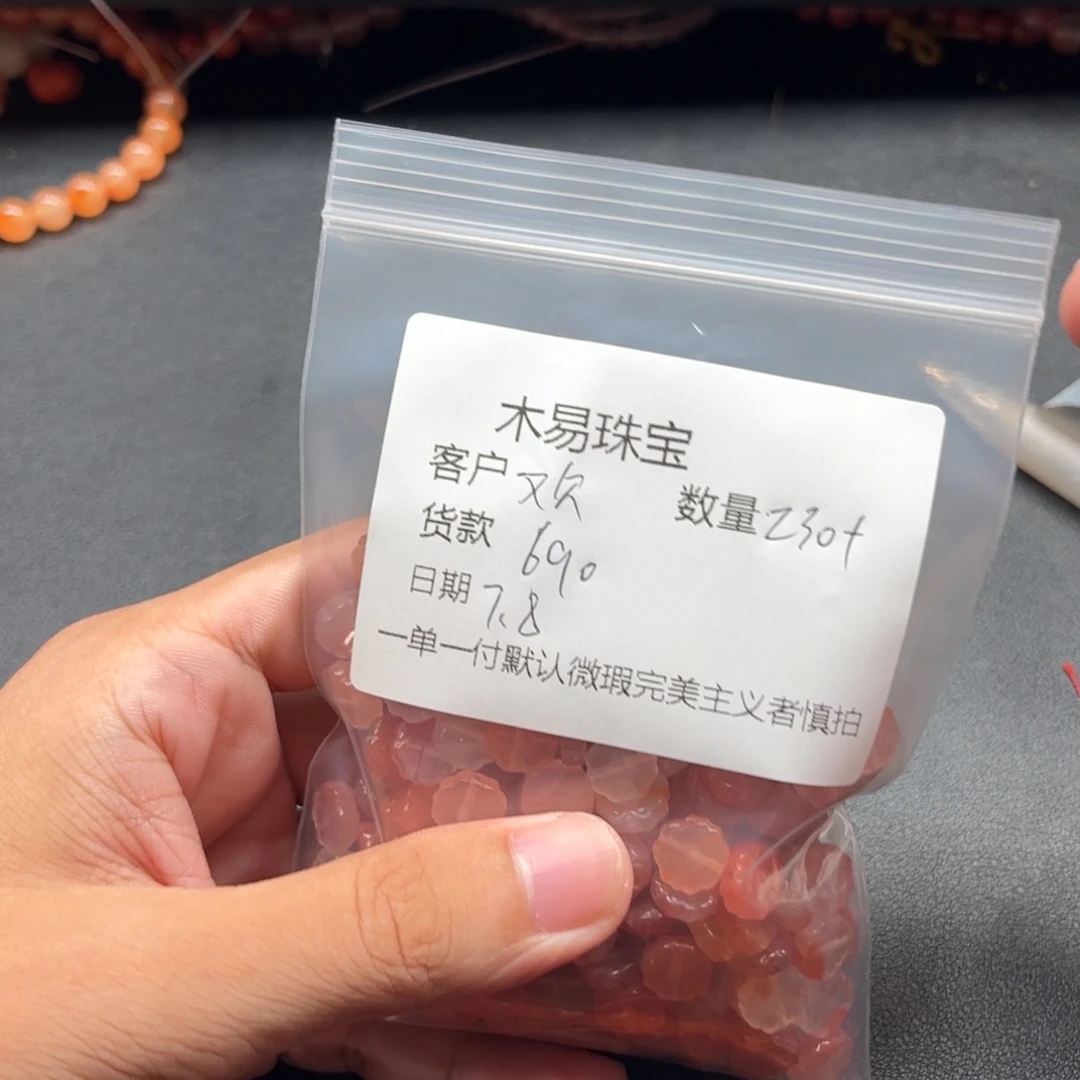 木易珠宝
客户 欢 数量 230+
货款 690
日期 7.8
一单一付默认微瑕完美主义者慎拍